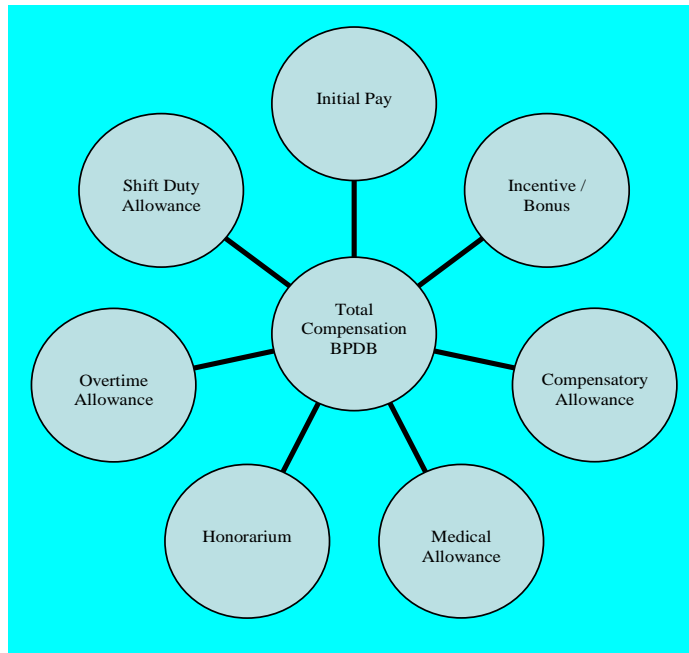 Initial Pay
Shift Duty
Allowance
Incentive /
Bonus
Total
Compensation
BPDB
Overtime
Allowance
Compensatory
Allowance
Honorarium
Medical
Allowance